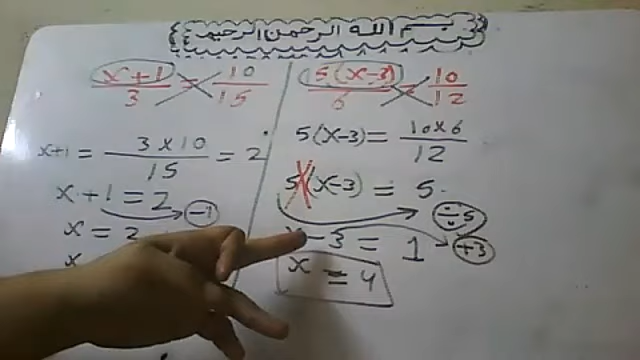 بسم الله الرحمن الرحيم
x+1/3 = 10/15
x+1 = 3×10/15 = 2
x+1 = 2 -1
x = 2
x
5(x-3)/6 = 10/12
5(x-3) = 10×6/12
5(x-3) = 5 ÷5
x-3 = 1 +3
x = 4